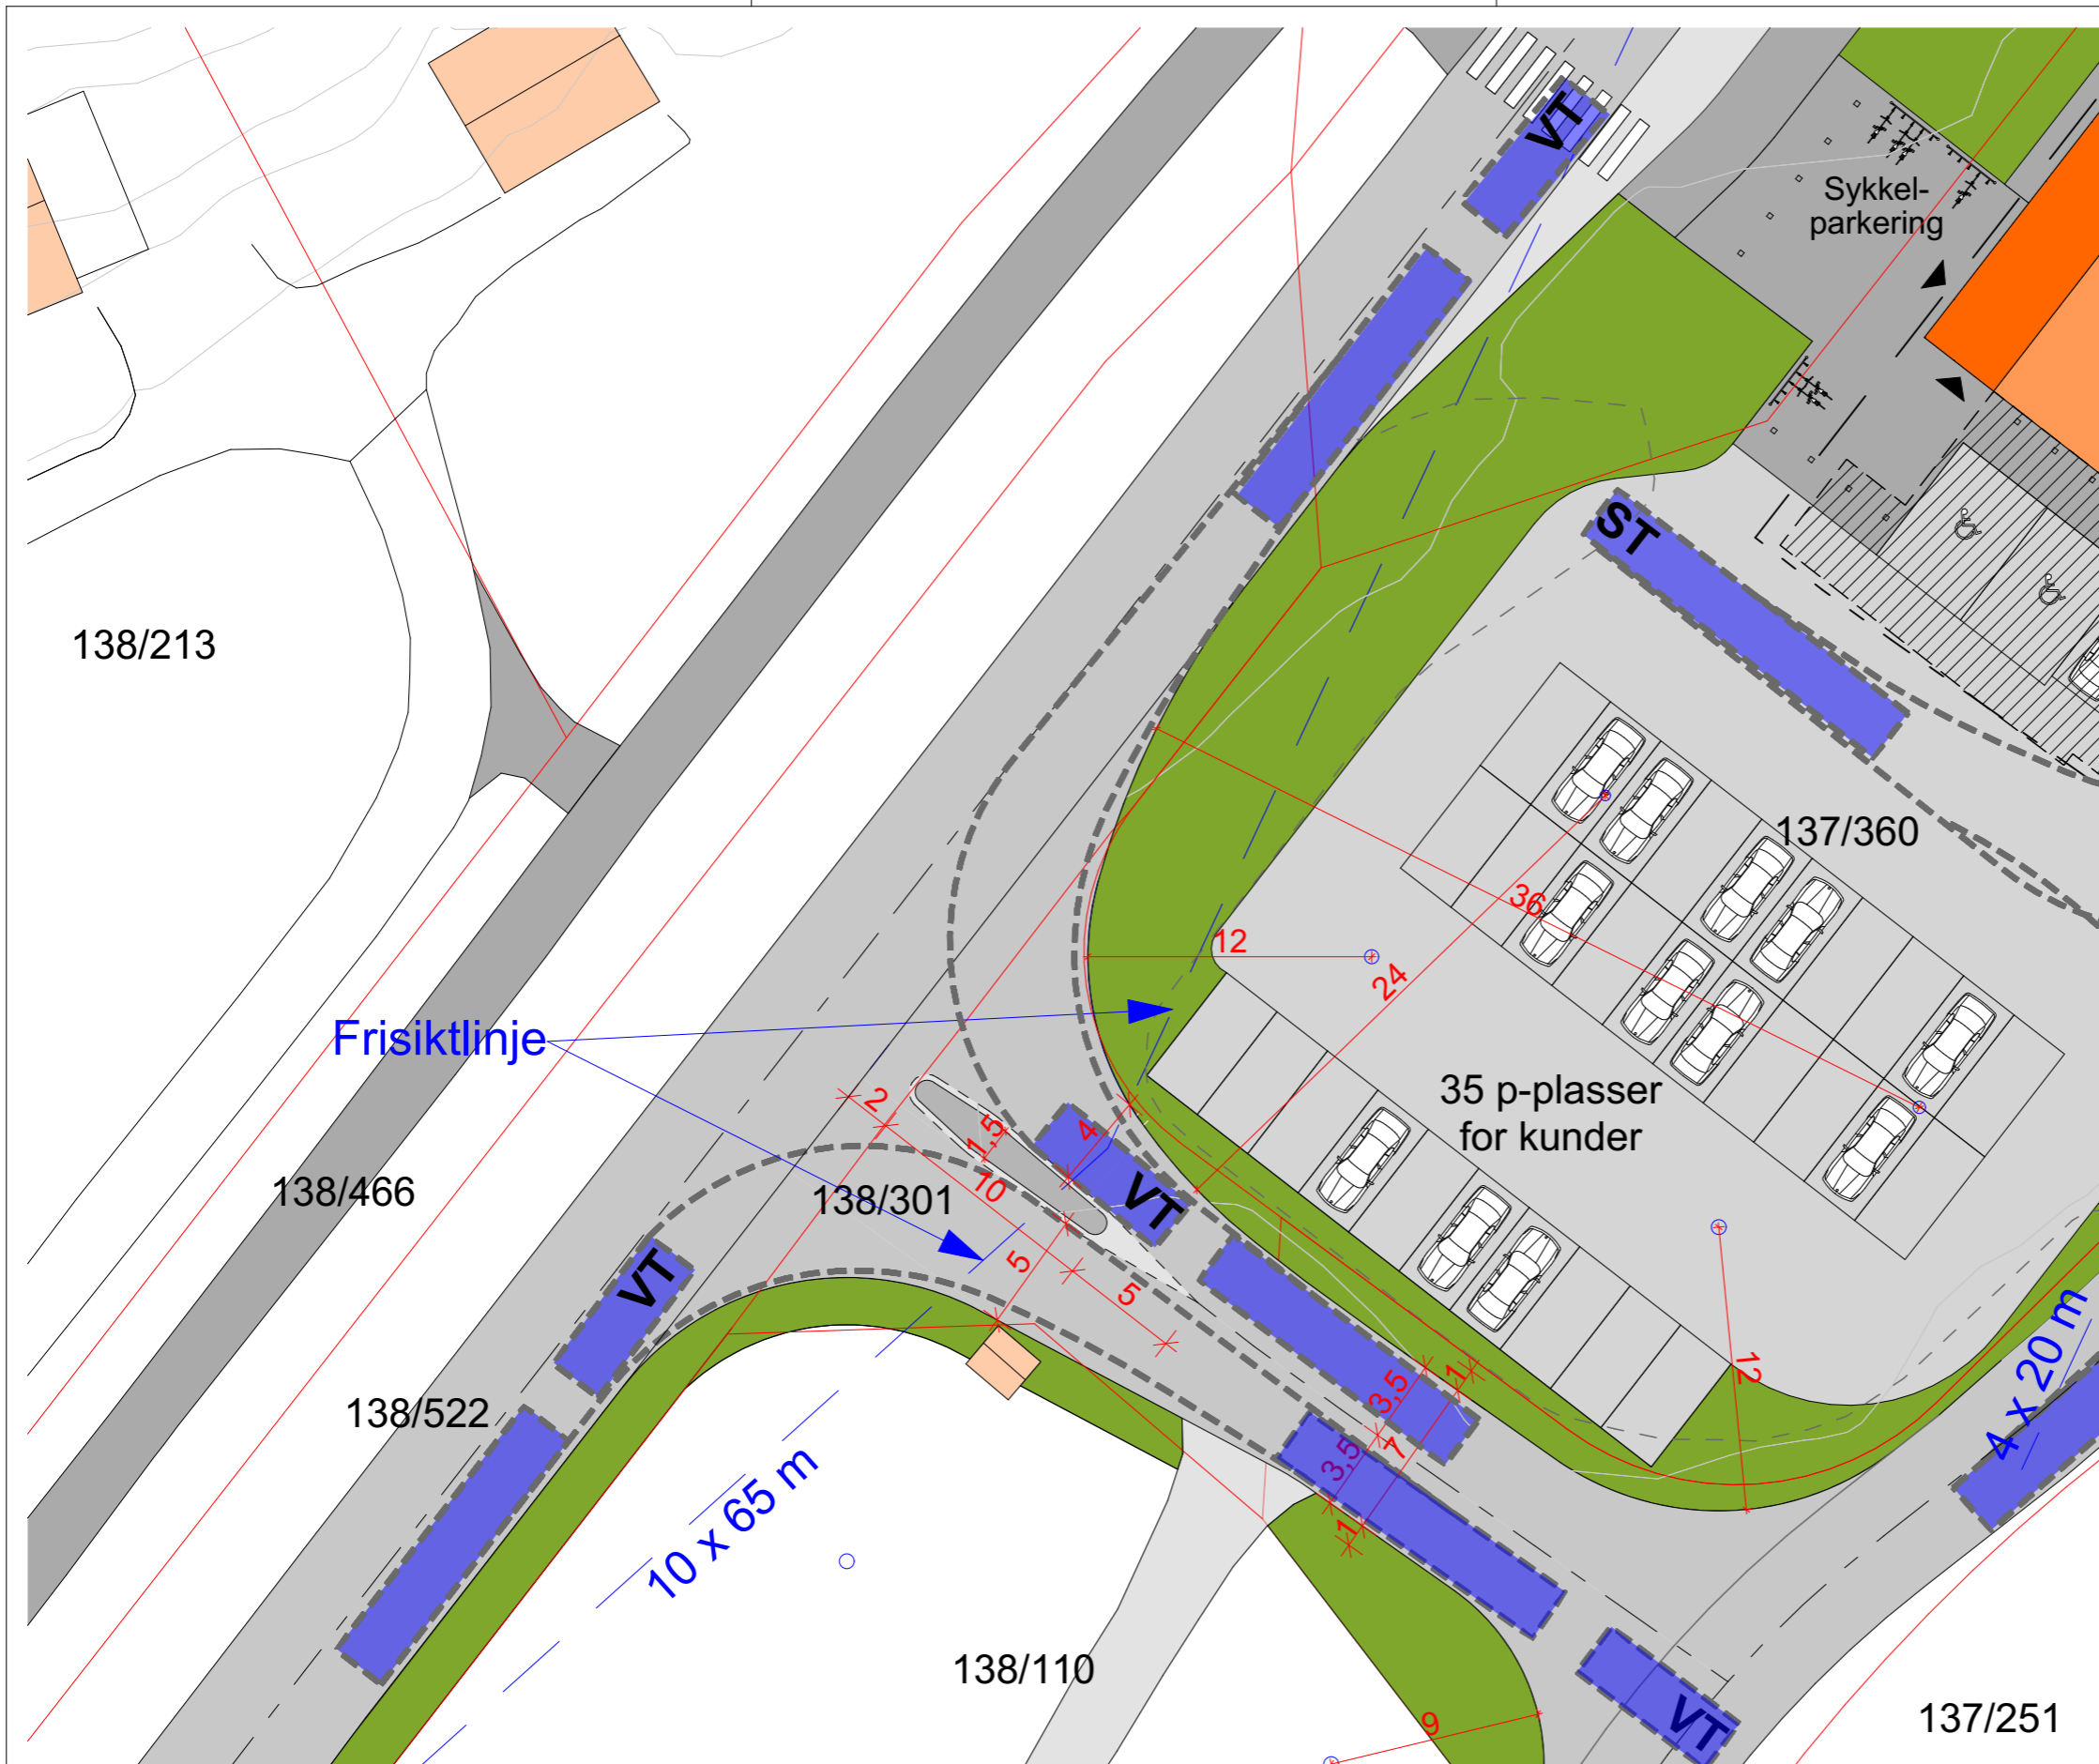 VT
Sykkel-
parkering
ST
138/213
137/360
36
12
24
Frisiktlinje
35 p-plasser
for kunder
2
1,5
4
10
138/466
138/301
VT
5
VT
5
4 x 20 m
12
138/522
3,5
1
7
3,5
10 x 65 m
1
138/110
9
VT
137/251